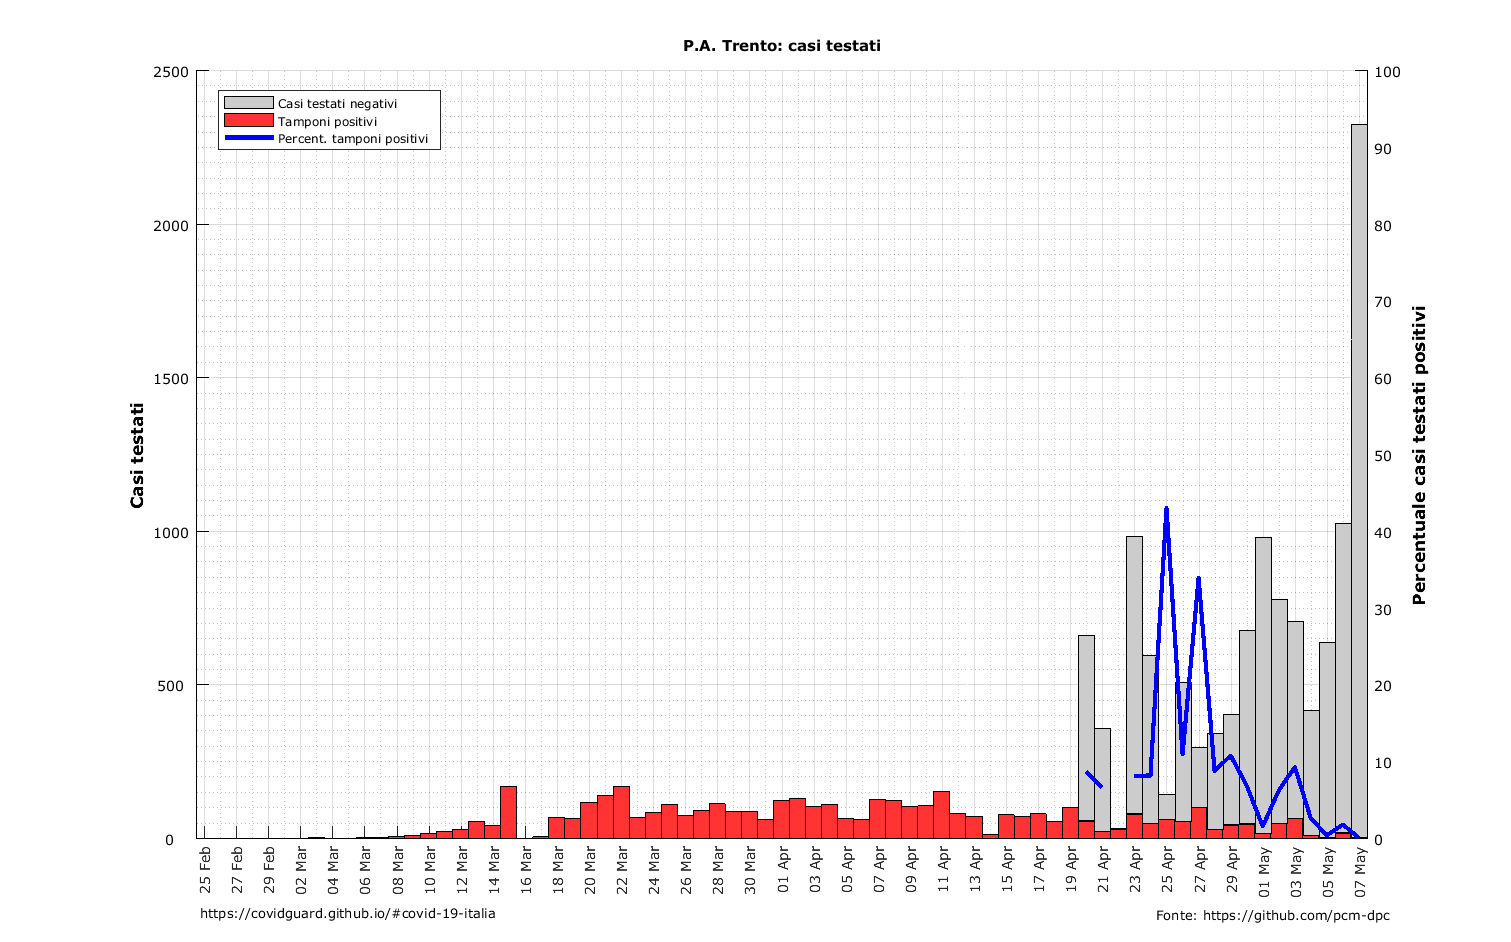 P.A. Trento: casi testati
2500
2000
1500
1000
500
0
100
90
80
70
60
50
40
30
20
10
0
Casi testati negativi
Tamponi positivi
Percent. tamponi positivi
Casi testati
Percentuale casi testati positivi
25 Feb
27 Feb
29 Feb
02 Mar
04 Mar
06 Mar
08 Mar
10 Mar
12 Mar
14 Mar
16 Mar
18 Mar
20 Mar
22 Mar
24 Mar
26 Mar
28 Mar
30 Mar
01 Apr
03 Apr
05 Apr
07 Apr
09 Apr
11 Apr
13 Apr
15 Apr
17 Apr
19 Apr
21 Apr
23 Apr
25 Apr
27 Apr
29 Apr
01 May
03 May
05 May
07 May
https://covidguard.github.io/#covid-19-italia
Fonte: https://github.com/pcm-dpc